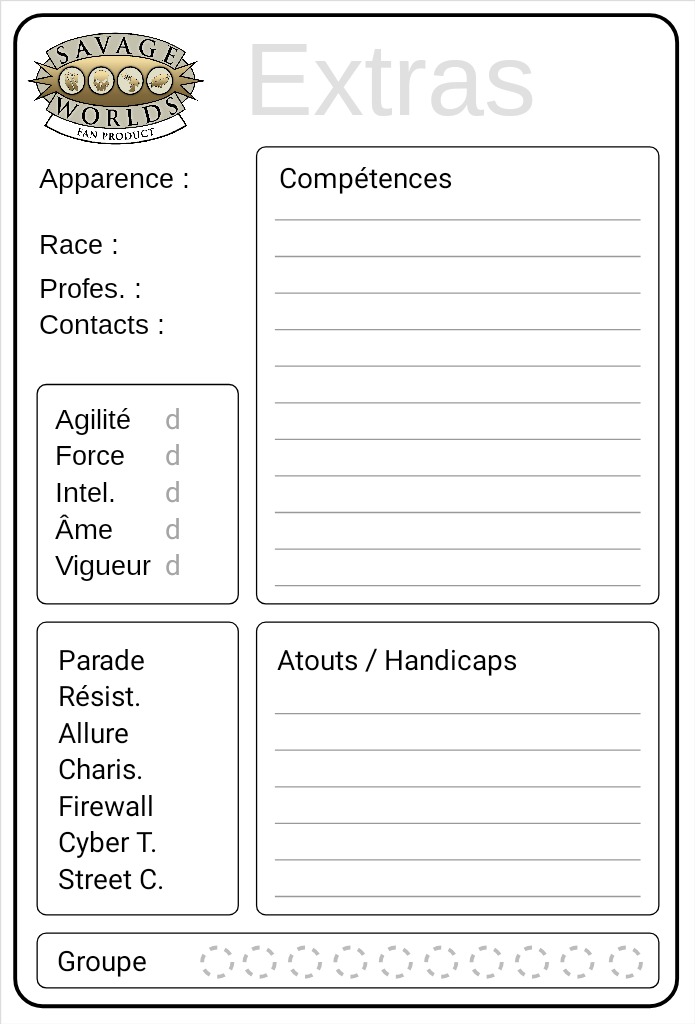 SAVAGE
WORLDS
FAN PRODUCT
Extras
Apparence :
Race :
Profes. :
Contacts :
Compétences
Agilité d
Force d
Intel. d
Âme d
Vigueur d
Parade
Résist.
Allure
Charis.
Firewall
Cyber T.
Street C.
Atouts / Handicaps
Groupe